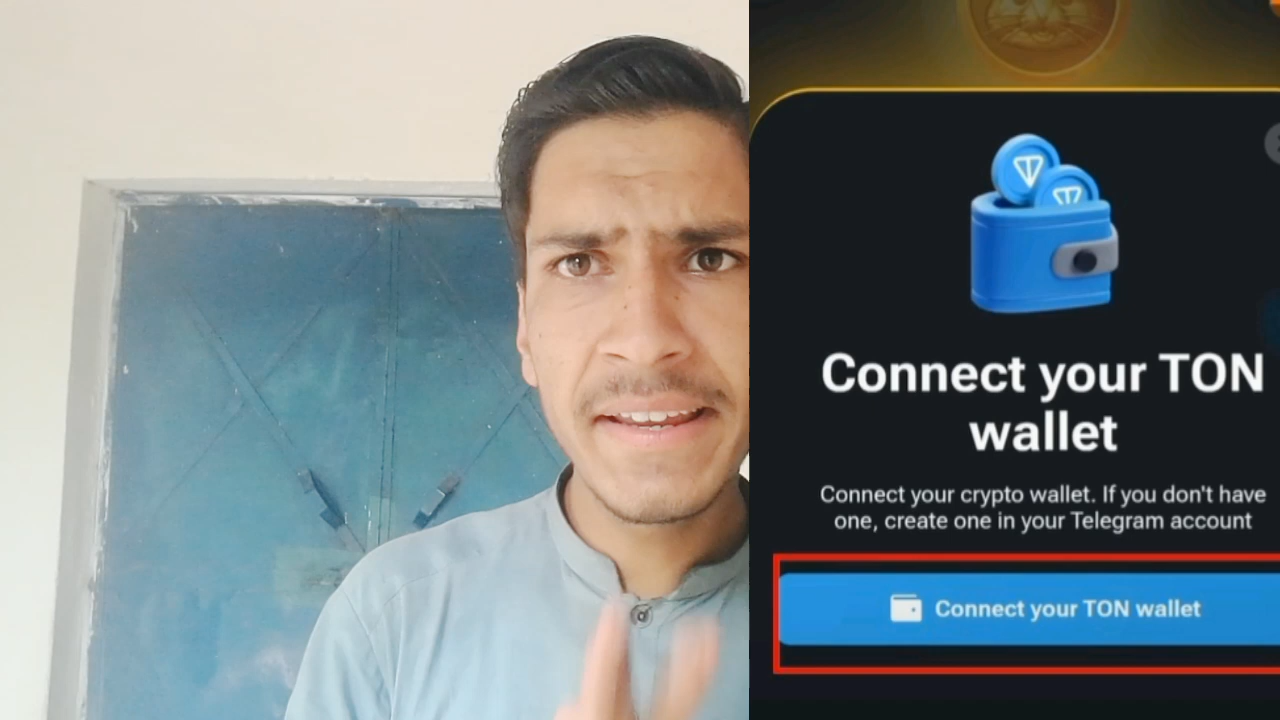 Connect your TON
wallet
Connect your crypto wallet. If you don't have
one, create one in your Telegram account
Connect your TON wallet